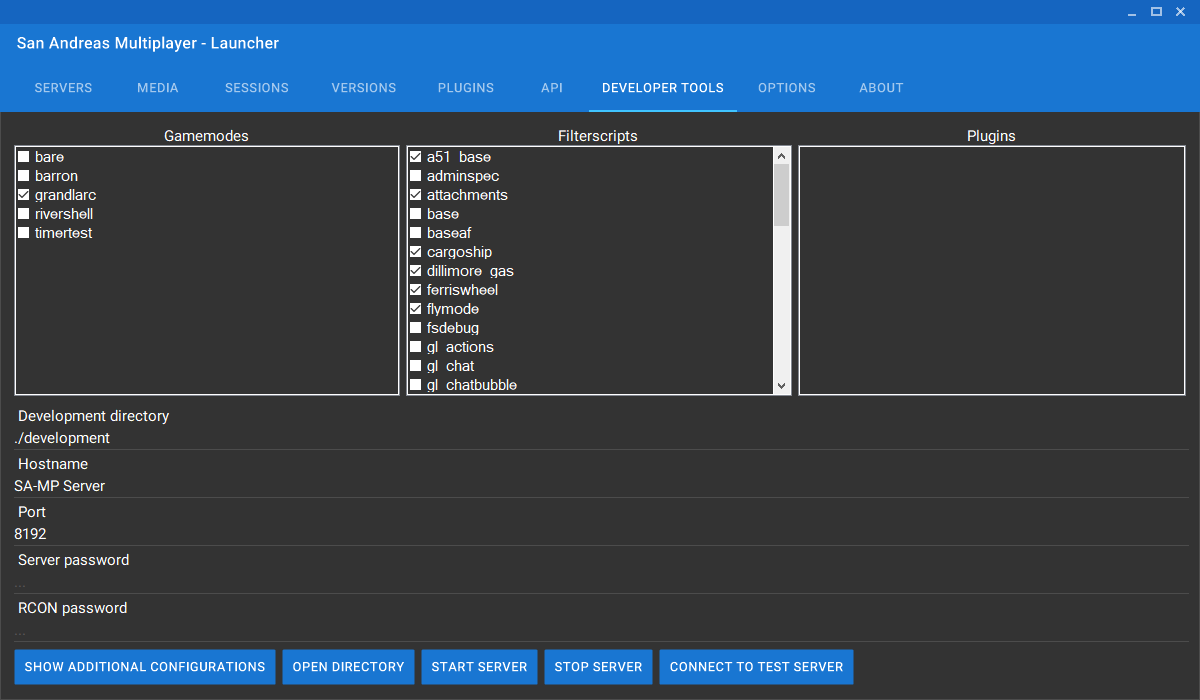 San Andreas Multiplayer - Launcher
SERVERS MEDIA SESSIONS VERSIONS PLUGINS API DEVELOPER TOOLS OPTIONS ABOUT
Gamemodes
bare
barron
grandlarc
rivershell
timertest
Filterscripts
a51_base
adminspec
attachments
base
baseaf
cargoship
dillimore_gas
ferriswheel
flymode
fsdebug
gl_actions
gl_chat
gl_chatbubble
Plugins
Development directory
./development
Hostname
SA-MP Server
Port
8192
Server password
...
RCON password
...
SHOW ADDITIONAL CONFIGURATIONS OPEN DIRECTORY START SERVER STOP SERVER CONNECT TO TEST SERVER